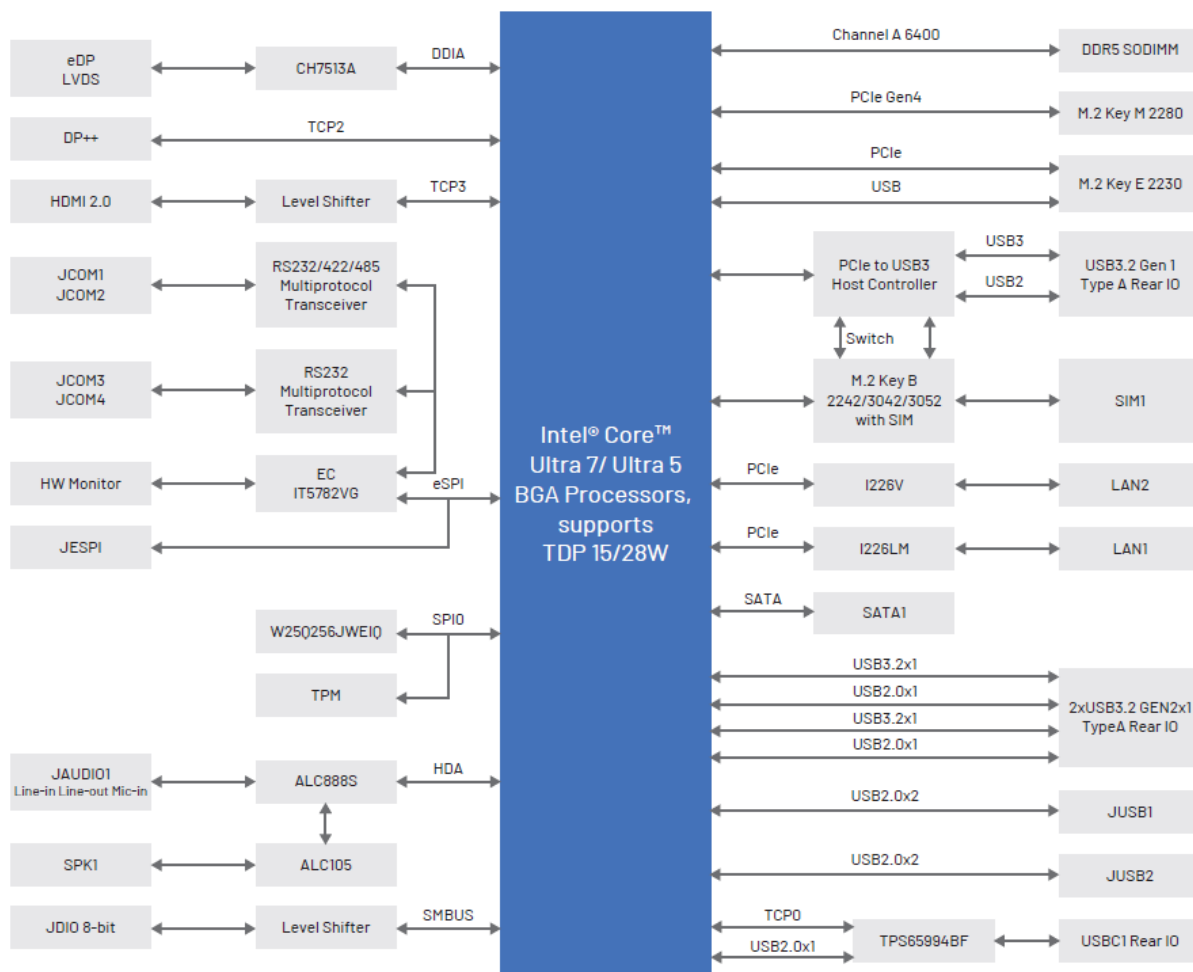 eDP
LVDS
CH7513A
DDIA
DP++
TCP2
HDMI 2.0
Level Shifter
TCP3
JCOM1
JCOM2
RS232/422/485
Multiprotocol
Transceiver
JCOM3
JCOM4
RS232
Multiprotocol
Transceiver
HW Monitor
EC
IT5782VG
eSPI
JESPI
W25Q256JWEIQ
SPI0
TPM
JAUDIO1
Line-in Line-out Mic-in
ALC888S
HDA
SPK1
ALC105
JDIO 8-bit
Level Shifter
SMBUS
Intel® Core™
Ultra 7/ Ultra 5
BGA Processors,
supports
TDP 15/28W
Channel A 6400
DDR5 SODIMM
PCIe Gen4
M.2 Key M 2280
PCIe
USB
M.2 Key E 2230
PCIe to USB3
Host Controller
USB3
USB2
USB3.2 Gen 1
Type A Rear IO
Switch
M.2 Key B
2242/3042/3052
with SIM
SIM1
PCIe
I226V
LAN2
PCIe
I226LM
LAN1
SATA
SATA1
USB3.2x1
USB2.0x1
USB3.2x1
USB2.0x1
2xUSB3.2 GEN2x1
TypeA Rear IO
USB2.0x2
JUSB1
USB2.0x2
JUSB2
TCP0
USB2.0x1
TPS65994BF
USBC1 Rear IO